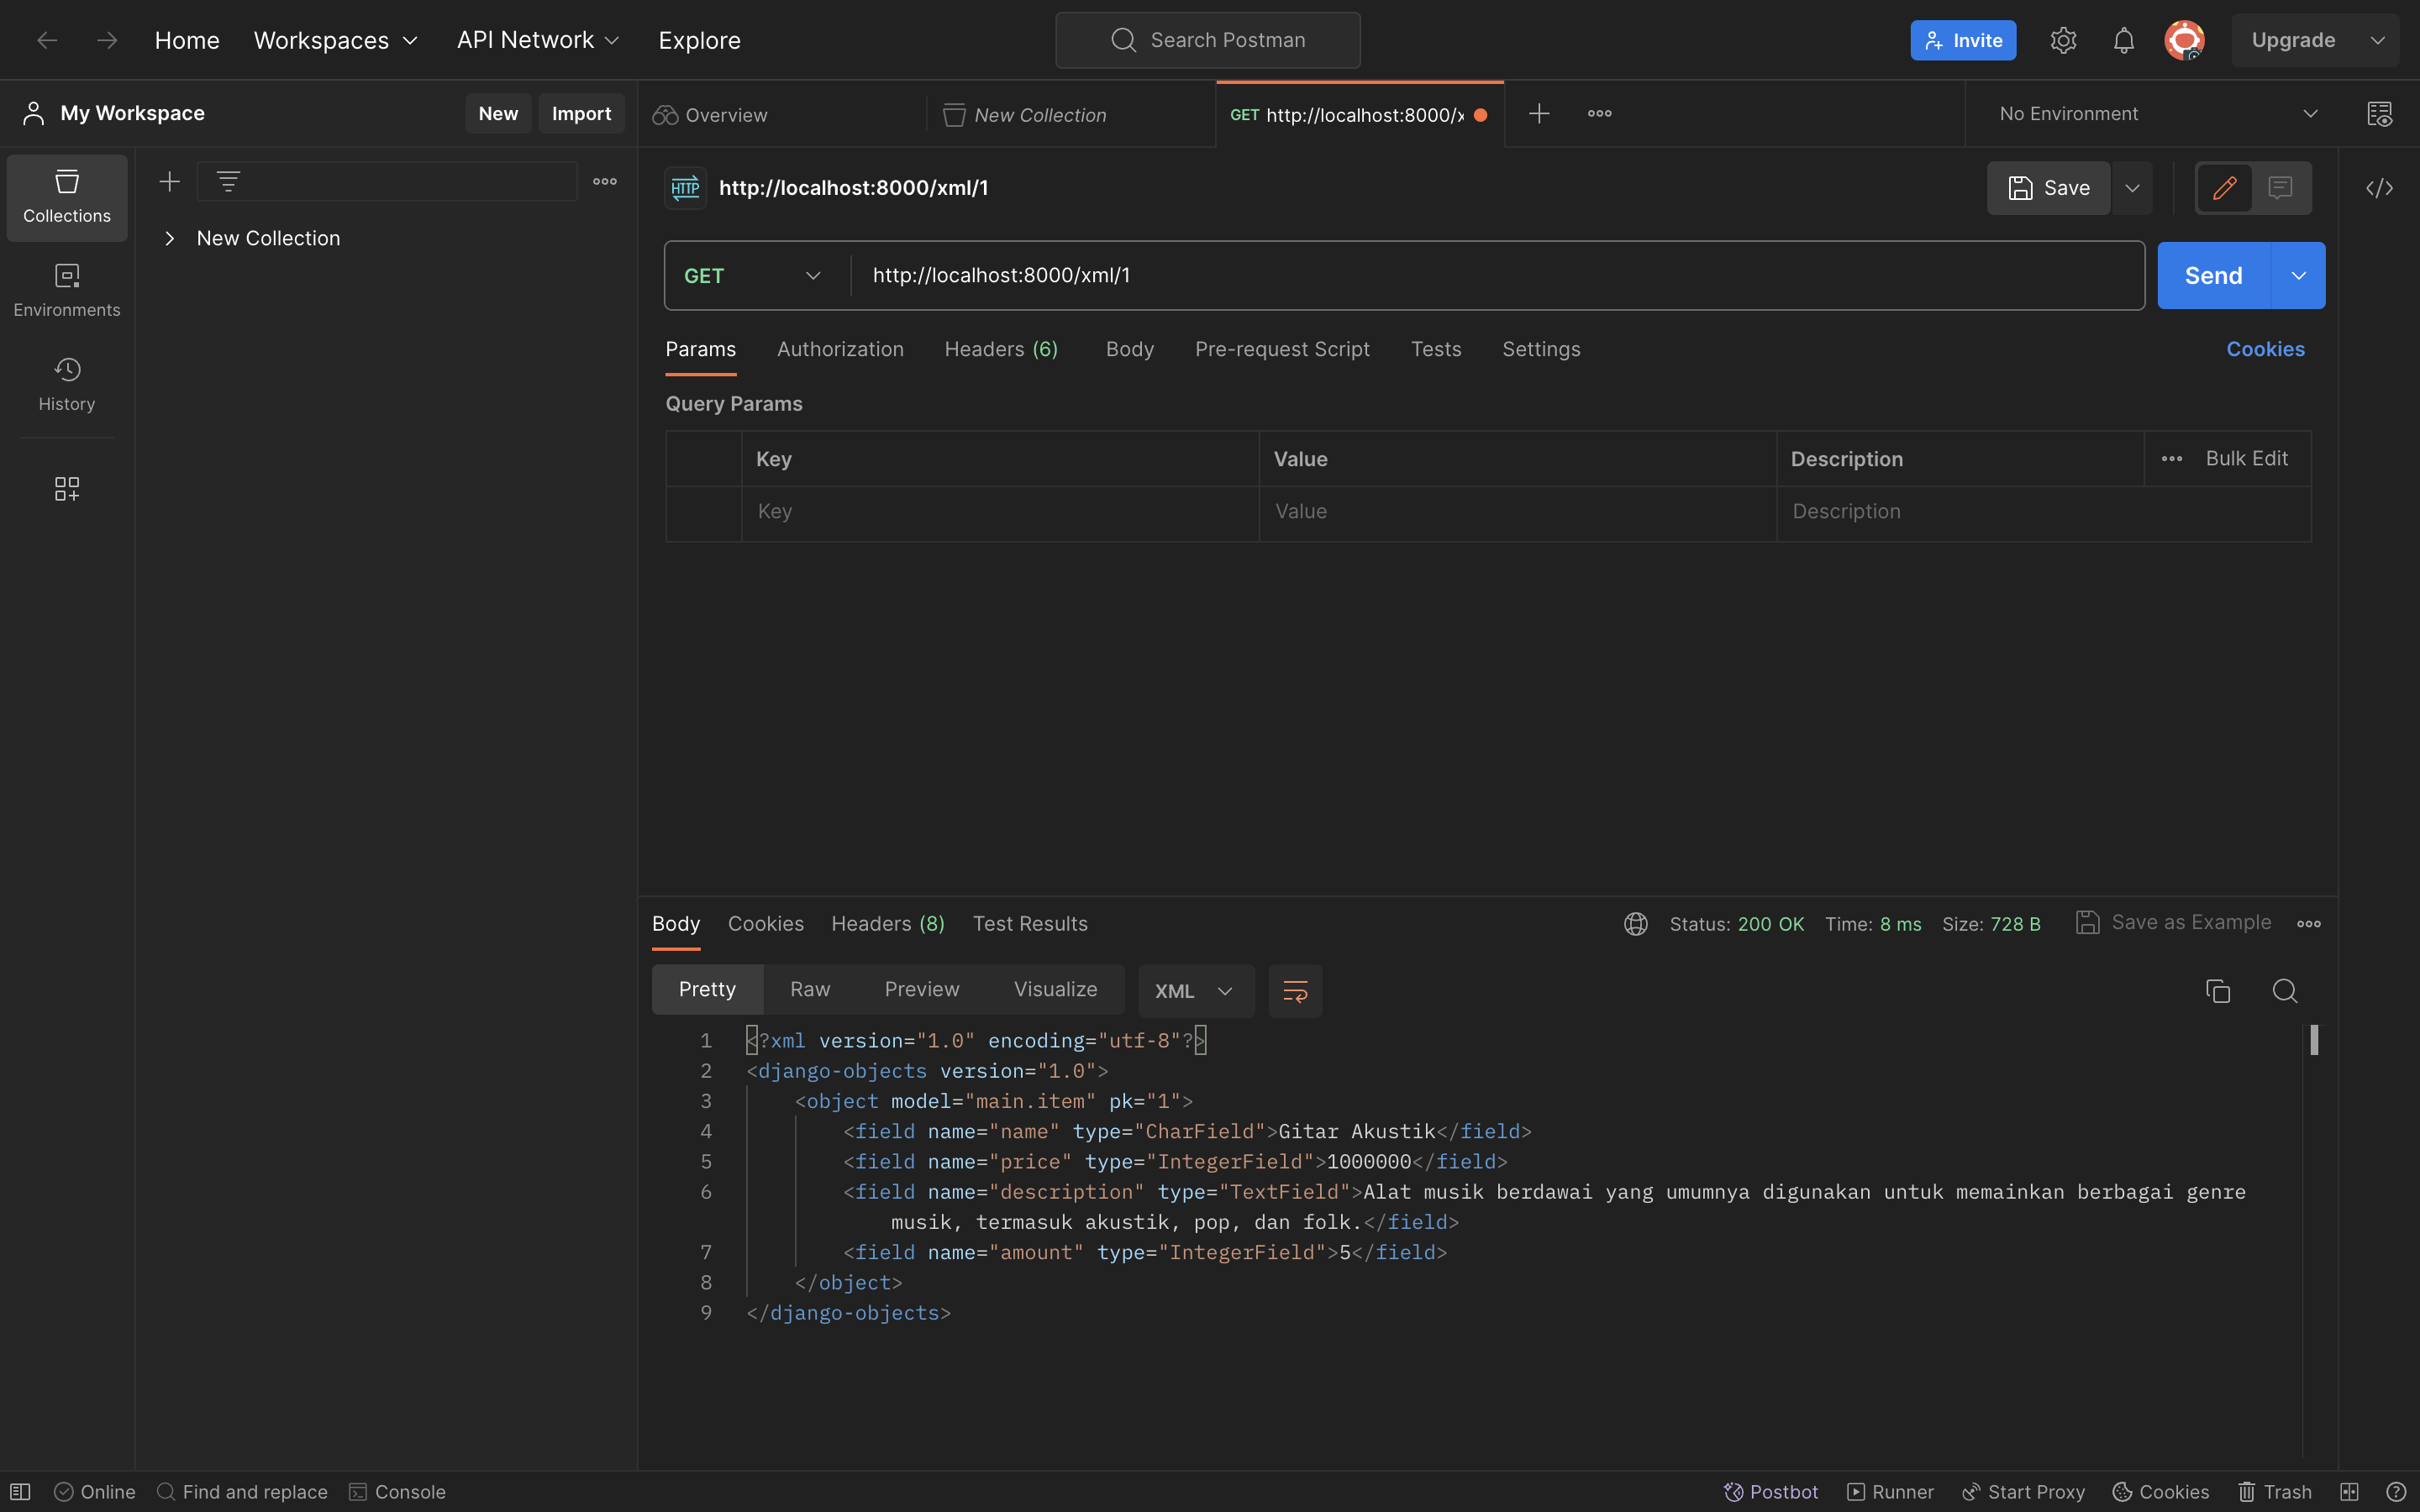 Home Workspaces API Network Explore Search Postman Invite Upgrade
My Workspace New Import Overview New Collection GET http://localhost:8000/x No Environment
Collections
New Collection
Environments
History
HTTP http://localhost:8000/xml/1 Save
GET http://localhost:8000/xml/1 Send
Params Authorization Headers (6) Body Pre-request Script Tests Settings Cookies
Query Params
Key Value Description Bulk Edit
Key Value Description
Body Cookies Headers (8) Test Results Status: 200 OK Time: 8 ms Size: 728 B Save as Example
Pretty Raw Preview Visualize XML
1 <?xml version="1.0" encoding="utf-8"?>
2 <django-objects version="1.0">
3 <object model="main.item" pk="1">
4 <field name="name" type="CharField">Gitar Akustik</field>
5 <field name="price" type="IntegerField">1000000</field>
6 <field name="description" type="TextField">Alat musik berdawai yang umumnya digunakan untuk memainkan berbagai genre
musik, termasuk akustik, pop, dan folk.</field>
7 <field name="amount" type="IntegerField">5</field>
8 </object>
9 </django-objects>
Online Find and replace Console Postbot Runner Start Proxy Cookies Trash